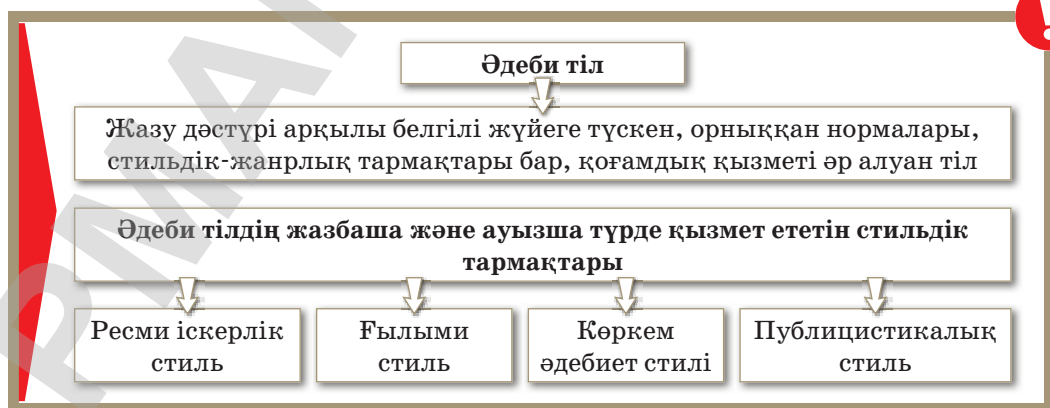 Әдеби тіл
Жазу дәстүрі арқылы белгілі жүйеге түскен, орныққан нормалары,
стильдік-жанрлық тармақтары бар, қоғамдық қызметі әр алуан тіл
Әдеби тілдің жазбаша және ауызша түрде қызмет ететін стильдік
тармақтары
Ресми іскерлік
стиль
Ғылыми
стиль
Көркем
әдебиет стилі
Публицистикалық
стиль